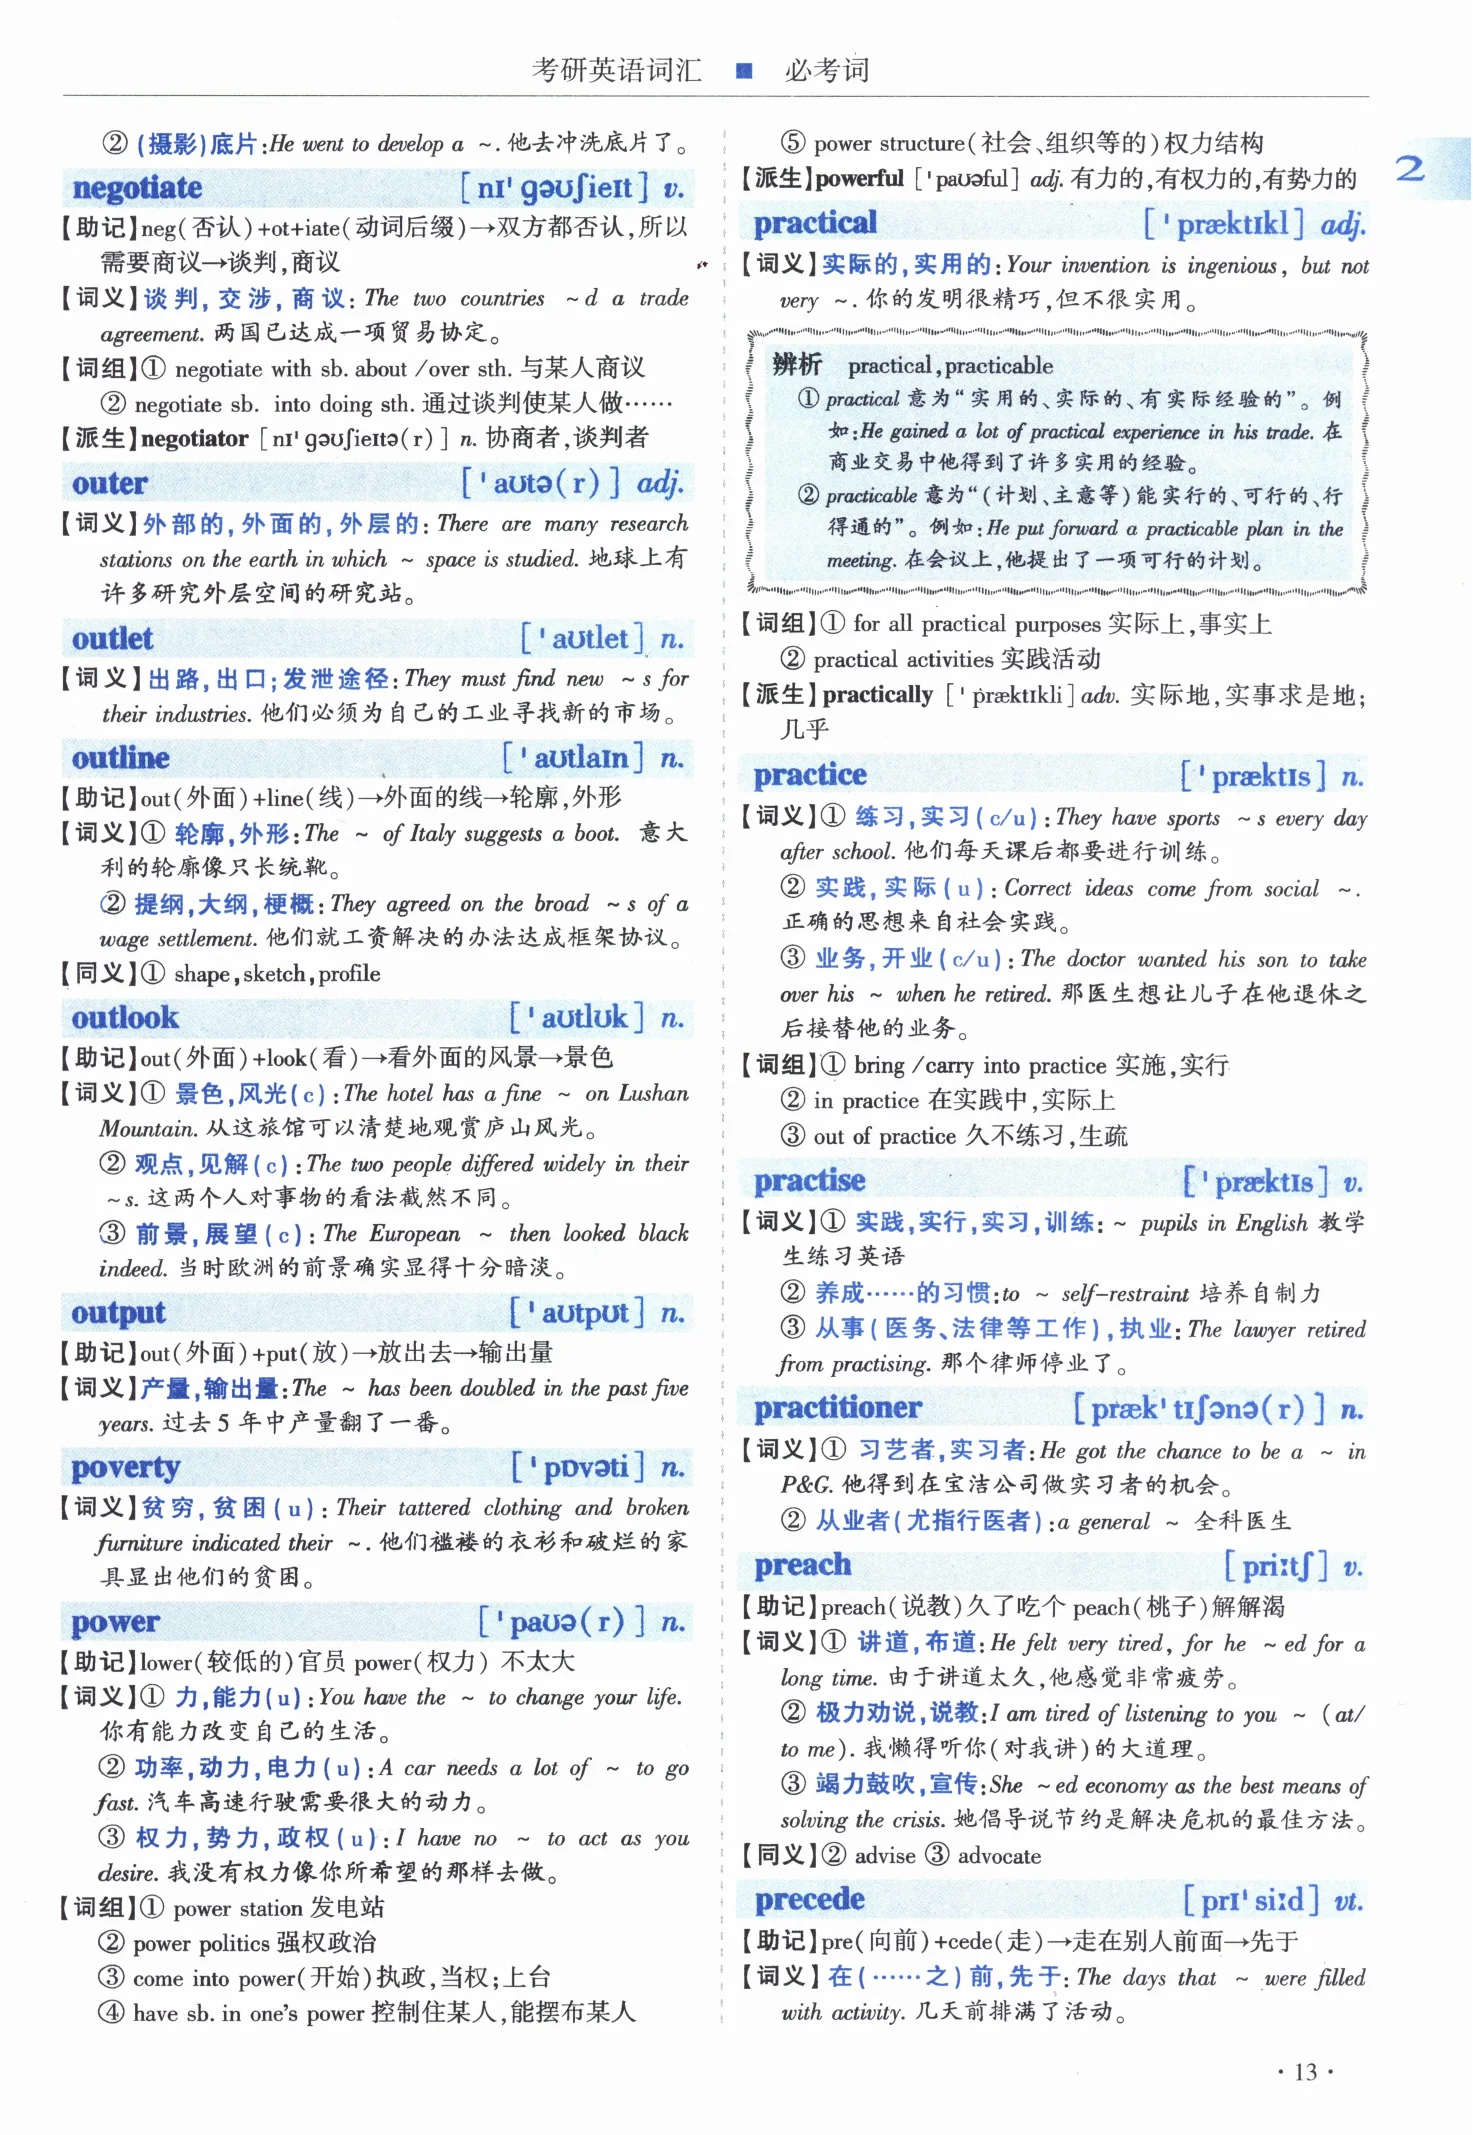 考研英语词汇 ■ 必考词
②(摄影)底片:He went to develop a ~. 他去冲洗底片了。
negotiate [nɪˈɡəʊʃieɪt] v.
【助记】neg(否认)+ot+iate(动词后缀)→双方都否认,所以
需要商议→谈判,商议
【词义】谈判,交涉,商议:The two countries ~d a trade
agreement. 两国已达成一项贸易协定。
【词组】① negotiate with sb. about /over sth. 与某人商议
② negotiate sb. into doing sth. 通过谈判使某人做……
【派生】negotiator [nɪˈɡəʊʃieɪtə(r)] n. 协商者,谈判者
outer [ˈaʊtə(r)] adj.
【词义】外部的,外面的,外层的:There are many research
stations on the earth in which ~ space is studied. 地球上有
许多研究外层空间的研究站。
outlet [ˈaʊtlet] n.
【词义】出路,出口;发泄途径:They must find new ~s for
their industries. 他们必须为自己的工业寻找新的市场。
outline [ˈaʊtlaɪn] n.
【助记】out(外面)+line(线)→外面的线→轮廓,外形
【词义】① 轮廓,外形:The ~ of Italy suggests a boot. 意大
利的轮廓像只长统靴。
② 提纲,大纲,梗概:They agreed on the broad ~s of a
wage settlement. 他们就工资解决的办法达成框架协议。
【同义】① shape,sketch,profile
outlook [ˈaʊtlʊk] n.
【助记】out(外面)+look(看)→看外面的风景→景色
【词义】① 景色,风光(c):The hotel has a fine ~ on Lushan
Mountain. 从这旅馆可以清楚地观赏庐山风光。
② 观点,见解(c):The two people differed widely in their
~s. 这两个人对事物的看法截然不同。
③ 前景,展望(c):The European ~ then looked black
indeed. 当时欧洲的前景确实显得十分暗淡。
output [ˈaʊtpʊt] n.
【助记】out(外面)+put(放)→放出去→输出量
【词义】产量,输出量:The ~ has been doubled in the past five
years. 过去 5 年中产量翻了一番。
poverty [ˈpɒvəti] n.
【词义】贫穷,贫困(u):Their tattered clothing and broken
furniture indicated their ~. 他们褴褛的衣衫和破烂的家
具显出他们的贫困。
power [ˈpaʊə(r)] n.
【助记】lower(较低的)官员 power(权力) 不太大
【词义】① 力,能力(u):You have the ~ to change your life.
你有能力改变自己的生活。
② 功率,动力,电力(u):A car needs a lot of ~ to go
fast. 汽车高速行驶需要很大的动力。
③ 权力,势力,政权(u):I have no ~ to act as you
desire. 我没有权力像你所希望的那样去做。
【词组】① power station 发电站
② power politics 强权政治
③ come into power(开始)执政,当权;上台
④ have sb. in one's power 控制住某人,能摆布某人
⑤ power structure(社会、组织等的)权力结构
【派生】powerful [ˈpaʊəful] adj. 有力的,有权力的,有势力的
2
practical [ˈpræktɪkl] adj.
【词义】实际的,实用的:Your invention is ingenious, but not
very ~. 你的发明很精巧,但不很实用。
辨析 practical,practicable
① practical 意为“实用的、实际的、有实际经验的”。例
如:He gained a lot of practical experience in his trade. 在
商业交易中他得到了许多实用的经验。
② practicable 意为“(计划、主意等)能实行的、可行的、行
得通的”。例如:He put forward a practicable plan in the
meeting. 在会议上,他提出了一项可行的计划。
【词组】① for all practical purposes 实际上,事实上
② practical activities 实践活动
【派生】practically [ˈpræktɪkli] adv. 实际地,实事求是地;
几乎
practice [ˈpræktɪs] n.
【词义】① 练习,实习(c/u):They have sports ~s every day
after school. 他们每天课后都要进行训练。
② 实践,实际(u):Correct ideas come from social ~.
正确的思想来自社会实践。
③ 业务,开业(c/u):The doctor wanted his son to take
over his ~ when he retired. 那医生想让儿子在他退休之
后接替他的业务。
【词组】① bring /carry into practice 实施,实行
② in practice 在实践中,实际上
③ out of practice 久不练习,生疏
practise [ˈpræktɪs] v.
【词义】① 实践,实行,实习,训练:~ pupils in English 教学
生练习英语
② 养成……的习惯:to ~ self-restraint 培养自制力
③ 从事(医务、法律等工作),执业:The lawyer retired
from practising. 那个律师停业了。
practitioner [prækˈtɪʃənə(r)] n.
【词义】① 习艺者,实习者:He got the chance to be a ~ in
P&G. 他得到在宝洁公司做实习者的机会。
② 从业者(尤指行医者):a general ~ 全科医生
preach [priːtʃ] v.
【助记】preach(说教)久了吃个 peach(桃子)解解渴
【词义】① 讲道,布道:He felt very tired, for he ~ed for a
long time. 由于讲道太久,他感觉非常疲劳。
② 极力劝说,说教:I am tired of listening to you ~ (at/
to me). 我懒得听你(对我讲)的大道理。
③ 竭力鼓吹,宣传:She ~ed economy as the best means of
solving the crisis. 她倡导说节约是解决危机的最佳方法。
【同义】② advise ③ advocate
precede [prɪˈsiːd] vt.
【助记】pre(向前)+cede(走)→走在别人前面→先于
【词义】在(……之)前,先于:The days that ~ were filled
with activity. 几天前排满了活动。
·13·